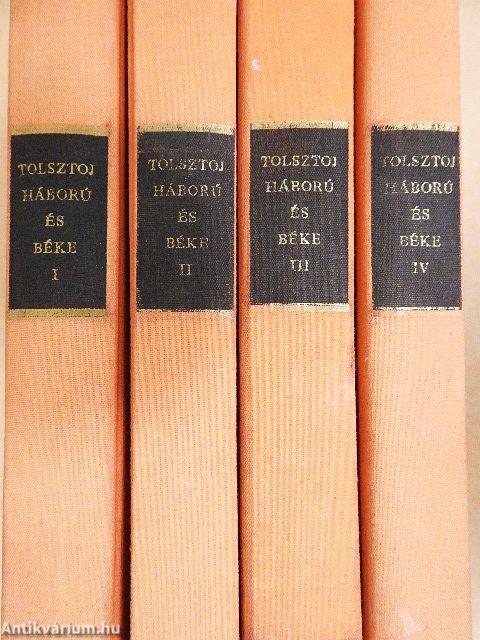 TOLSZTOJ
HÁBORÚ
ÉS
BÉKE
I
TOLSZTOJ
HÁBORÚ
ÉS
BÉKE
II
TOLSZTOJ
HÁBORÚ
ÉS
BÉKE
III
TOLSZTOJ
HÁBORÚ
ÉS
BÉKE
IV
Antikvárium.hu